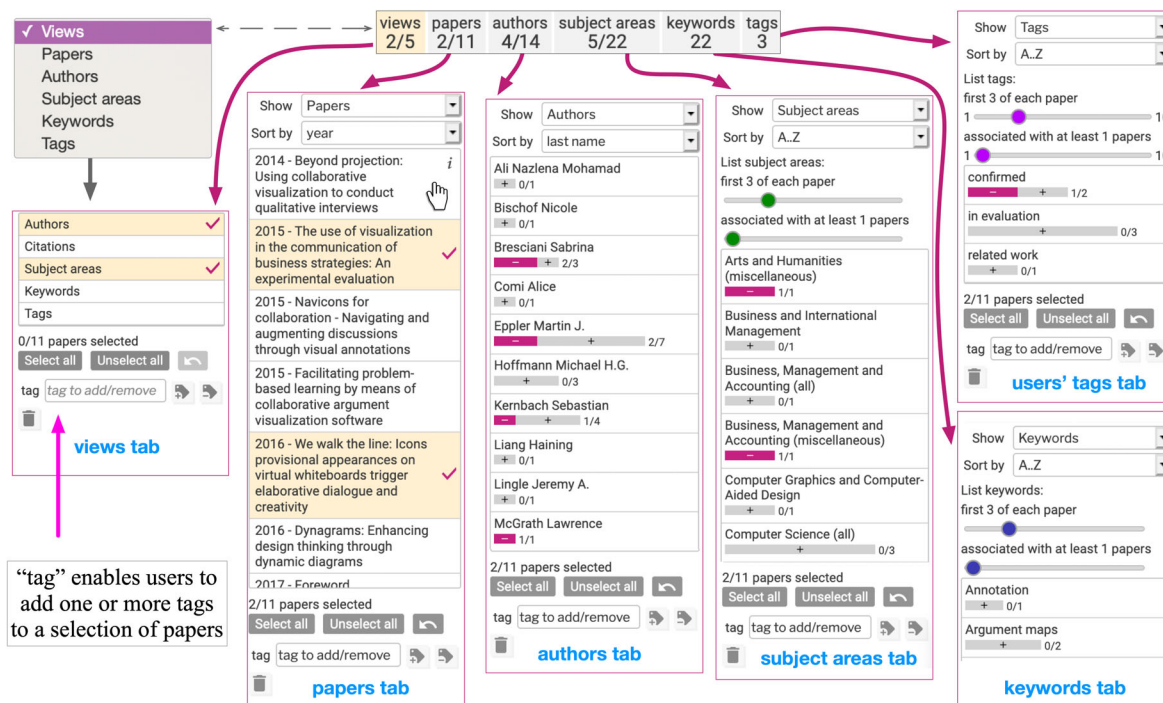 ✓ Views
Papers
Authors
Subject areas
Keywords
Tags
views papers authors subject areas keywords tags
2/5 2/11 4/14 5/22 22 3
Authors
Citations
Subject areas
Keywords
Tags
0/11 papers selected
Select all Unselect all
tag tag to add/remove
views tab
“tag” enables users to
add one or more tags
to a selection of papers
Show Papers
Sort by year
2014 - Beyond projection:
Using collaborative
visualization to conduct
qualitative interviews
i
2015 - The use of visualization
in the communication of
business strategies: An
experimental evaluation
2015 - Navicons for
collaboration - Navigating and
augmenting discussions
through visual annotations
2015 - Facilitating problem-
based learning by means of
collaborative argument
visualization software
2016 - We walk the line: Icons
provisional appearances on
virtual whiteboards trigger
elaborative dialogue and
creativity
2016 - Dynagrams: Enhancing
design thinking through
dynamic diagrams
2017 - Foreword
2/11 papers selected
Select all Unselect all
tag tag to add/remove
papers tab
Show Authors
Sort by last name
Ali Nazlena Mohamad
+ 0/1
Bischof Nicole
+ 0/1
Bresciani Sabrina
− + 2/3
Comi Alice
+ 0/1
Eppler Martin J.
− + 2/7
Hoffmann Michael H.G.
+ 0/3
Kernbach Sebastian
− + 1/4
Liang Haining
+ 0/1
Lingle Jeremy A.
+ 0/1
McGrath Lawrence
− 1/1
2/11 papers selected
Select all Unselect all
tag tag to add/remove
authors tab
Show Subject areas
Sort by A..Z
List subject areas:
first 3 of each paper
associated with at least 1 papers
Arts and Humanities
(miscellaneous)
− 1/1
Business and International
Management
+ 0/1
Business, Management and
Accounting (all)
+ 0/1
Business, Management and
Accounting (miscellaneous)
− 1/1
Computer Graphics and Computer-
Aided Design
+ 0/1
Computer Science (all)
+ 0/3
2/11 papers selected
Select all Unselect all
tag tag to add/remove
subject areas tab
Show Tags
Sort by A..Z
List tags:
first 3 of each paper
1
associated with at least 1 papers
1
confirmed
− + 1/2
in evaluation
+ 0/3
related work
+ 0/1
2/11 papers selected
Select all Unselect all
tag tag to add/remove
users’ tags tab
Show Keywords
Sort by A..Z
List keywords:
first 3 of each paper
associated with at least 1 papers
Annotation
+ 0/1
Argument maps
+ 0/2
keywords tab